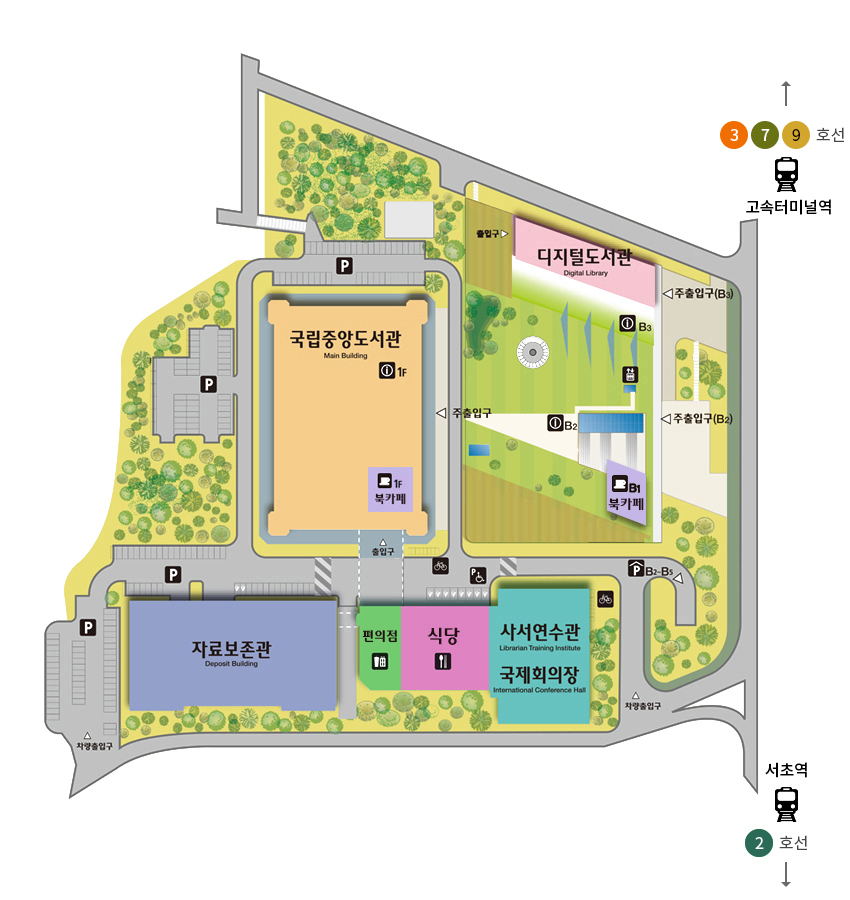 3 7 9 호선
고속터미널역
출입구
디지털도서관
Digital Library
주출입구(B3)
P
B3
국립중앙도서관
Main Building
1F
P
주출입구
주출입구(B2)
B2
1F
북카페
B1
북카페
출입구
P
P
B2~B5
P
P
편의점
식당
사서연수관
Librarian Training Institute
자료보존관
Deposit Building
국제회의장
International Conference Hall
차량출입구
차량출입구
서초역
2 호선